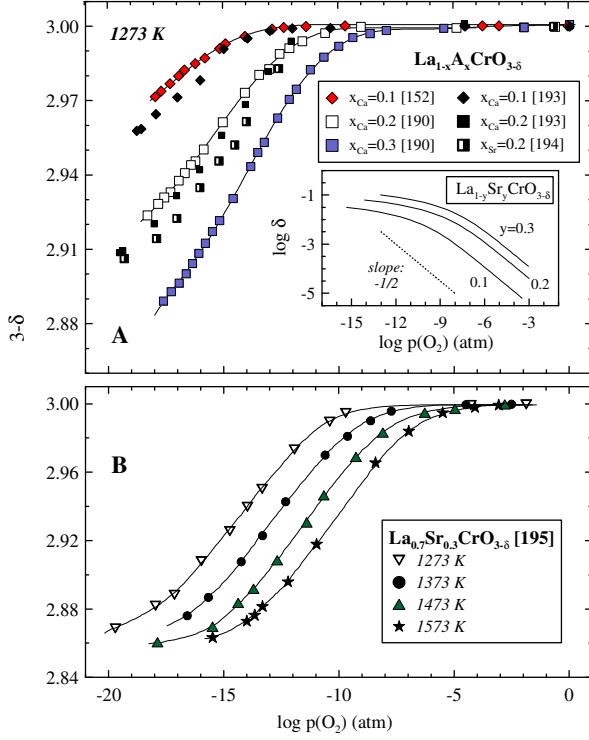 1273 K
La1-xAxCrO3-δ
xCa=0.1 [152]
xCa=0.1 [193]
xCa=0.2 [190]
xCa=0.2 [193]
xCa=0.3 [190]
xSr=0.2 [194]
La1-ySryCrO3-δ
y=0.3
0.2
0.1
slope:
-1/2
log δ
-1
-3
-5
-15
-12
-9
-6
-3
0
log p(O2) (atm)
A
3-δ
3.00
2.97
2.94
2.91
2.88
B
La0.7Sr0.3CrO3-δ [195]
1273 K
1373 K
1473 K
1573 K
3.00
2.96
2.92
2.88
2.84
-20
-15
-10
-5
0
log p(O2) (atm)